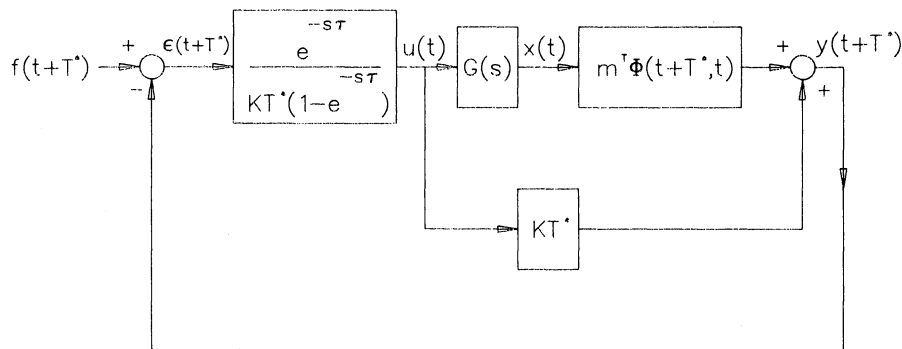 f(t+T*)
+
−
ϵ(t+T*)
e^{-sτ}
KT*(1-e^{-sτ})
u(t)
G(s)
x(t)
m^T Φ(t+T*,t)
+
+
y(t+T*)
KT*